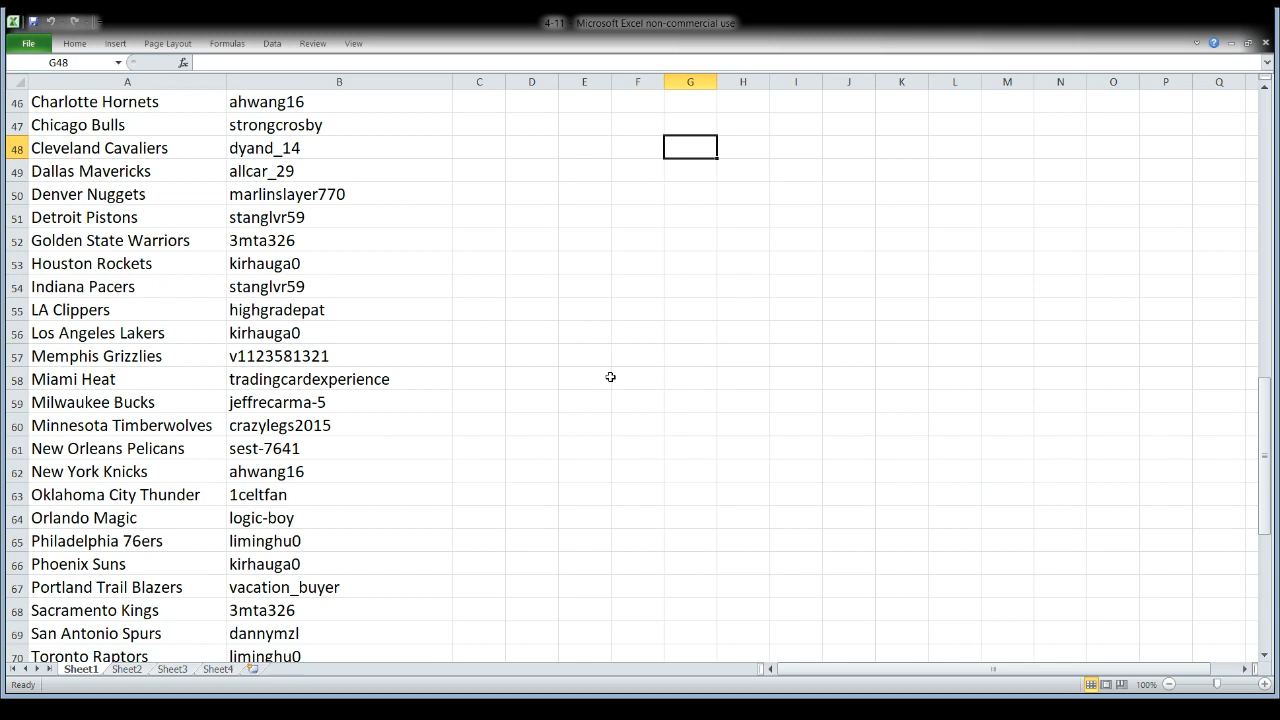 4-11 - Microsoft Excel non-commercial use
File Home Insert Page Layout Formulas Data Review View
G48 fx
A B C D E F G H I J K L M N O P Q
46 Charlotte Hornets ahwang16
47 Chicago Bulls strongcrosby
48 Cleveland Cavaliers dyand_14
49 Dallas Mavericks allcar_29
50 Denver Nuggets marlinslayer770
51 Detroit Pistons stanglvr59
52 Golden State Warriors 3mta326
53 Houston Rockets kirhauga0
54 Indiana Pacers stanglvr59
55 LA Clippers highgradepat
56 Los Angeles Lakers kirhauga0
57 Memphis Grizzlies v1123581321
58 Miami Heat tradingcardexperience
59 Milwaukee Bucks jeffrecarma-5
60 Minnesota Timberwolves crazylegs2015
61 New Orleans Pelicans sest-7641
62 New York Knicks ahwang16
63 Oklahoma City Thunder 1celtfan
64 Orlando Magic logic-boy
65 Philadelphia 76ers liminghu0
66 Phoenix Suns kirhauga0
67 Portland Trail Blazers vacation_buyer
68 Sacramento Kings 3mta326
69 San Antonio Spurs dannymzl
70 Toronto Raptors liminghu0
Sheet1 Sheet2 Sheet3 Sheet4
Ready 100%